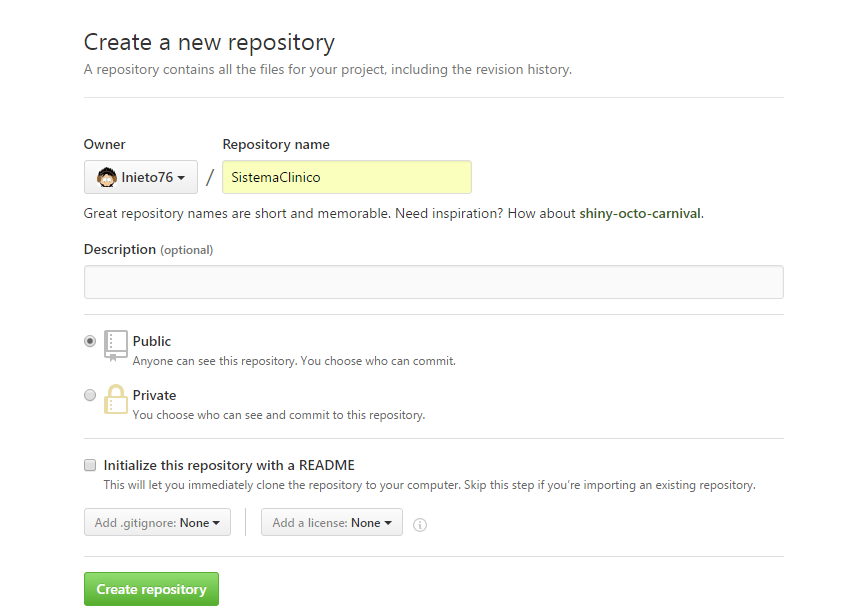 Create a new repository
A repository contains all the files for your project, including the revision history.
Owner
Repository name
Inieto76 / SistemaClinico
Great repository names are short and memorable. Need inspiration? How about shiny-octo-carnival.
Description (optional)
Public
Anyone can see this repository. You choose who can commit.
Private
You choose who can see and commit to this repository.
Initialize this repository with a README
This will let you immediately clone the repository to your computer. Skip this step if you’re importing an existing repository.
Add .gitignore: None
Add a license: None
Create repository